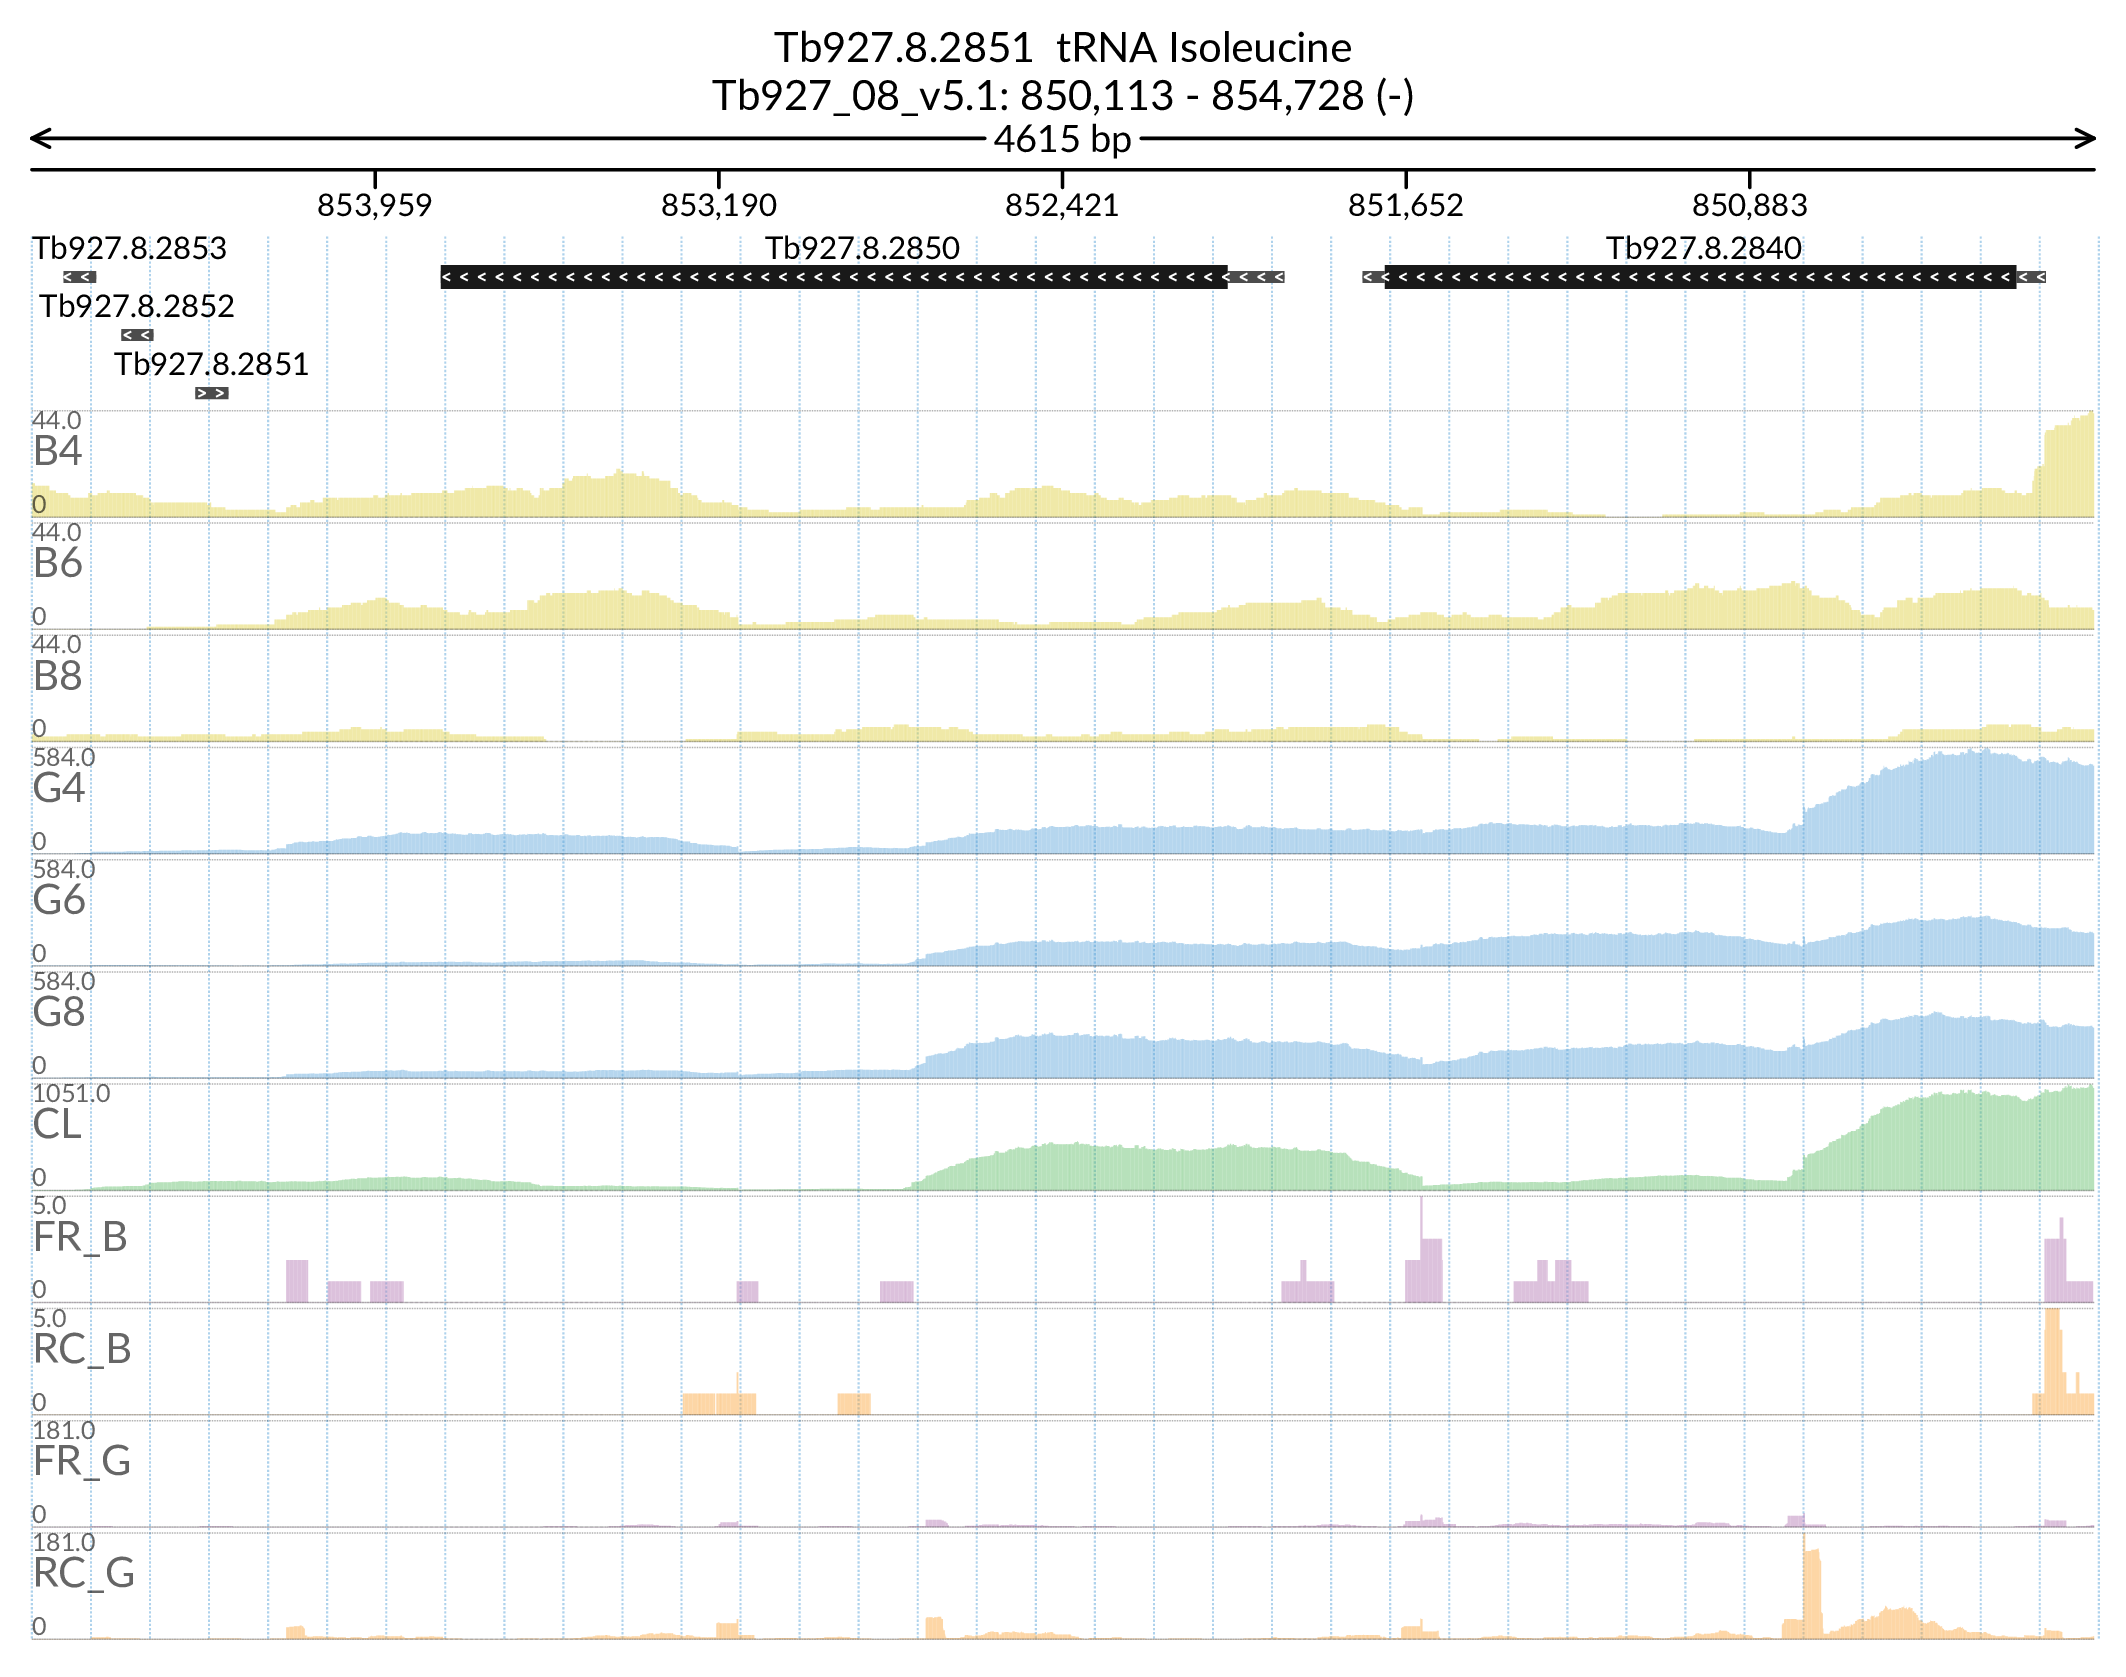 Tb927.8.2851  tRNA Isoleucine
Tb927_08_v5.1: 850,113 - 854,728 (-)
4615 bp
853,959 853,190 852,421 851,652 850,883
Tb927.8.2853 Tb927.8.2850 Tb927.8.2840
Tb927.8.2852
Tb927.8.2851
44.0
B4
0
44.0
B6
0
44.0
B8
0
584.0
G4
0
584.0
G6
0
584.0
G8
0
1051.0
CL
0
5.0
FR_B
0
5.0
RC_B
0
181.0
FR_G
0
181.0
RC_G
0